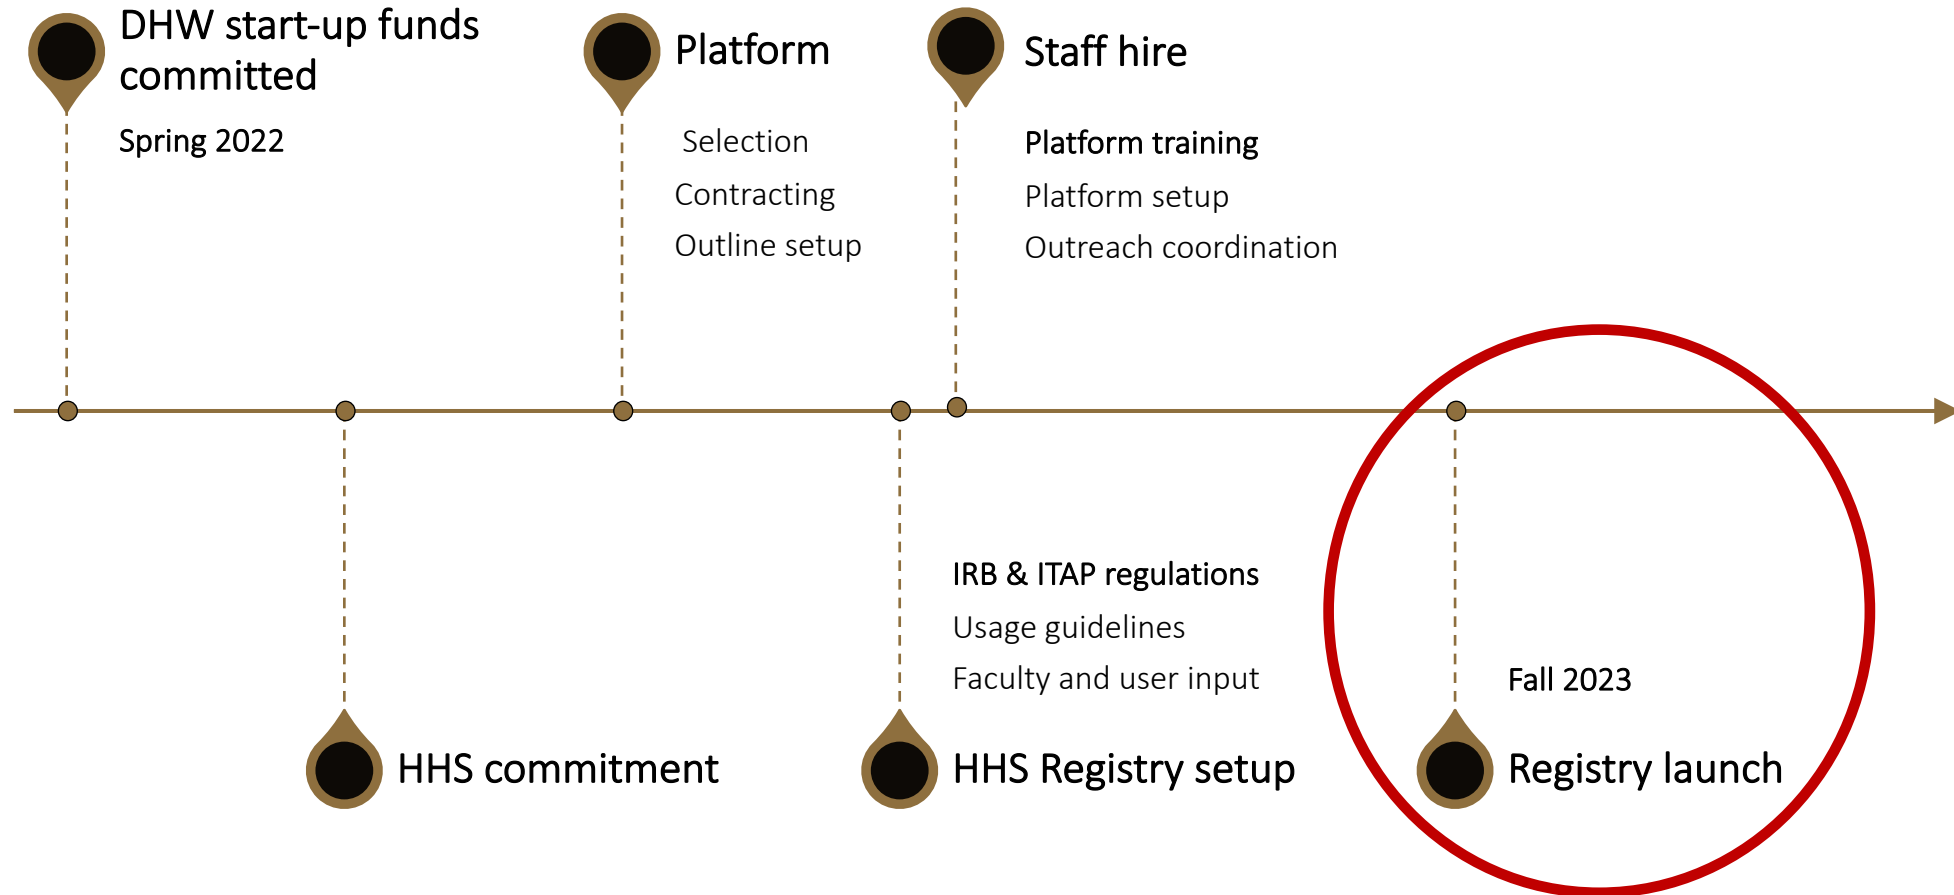 DHW start-up funds
committed
Spring 2022
Platform
Selection
Contracting
Outline setup
Staff hire
Platform training
Platform setup
Outreach coordination
HHS commitment
IRB & ITAP regulations
Usage guidelines
Faculty and user input
HHS Registry setup
Fall 2023
Registry launch